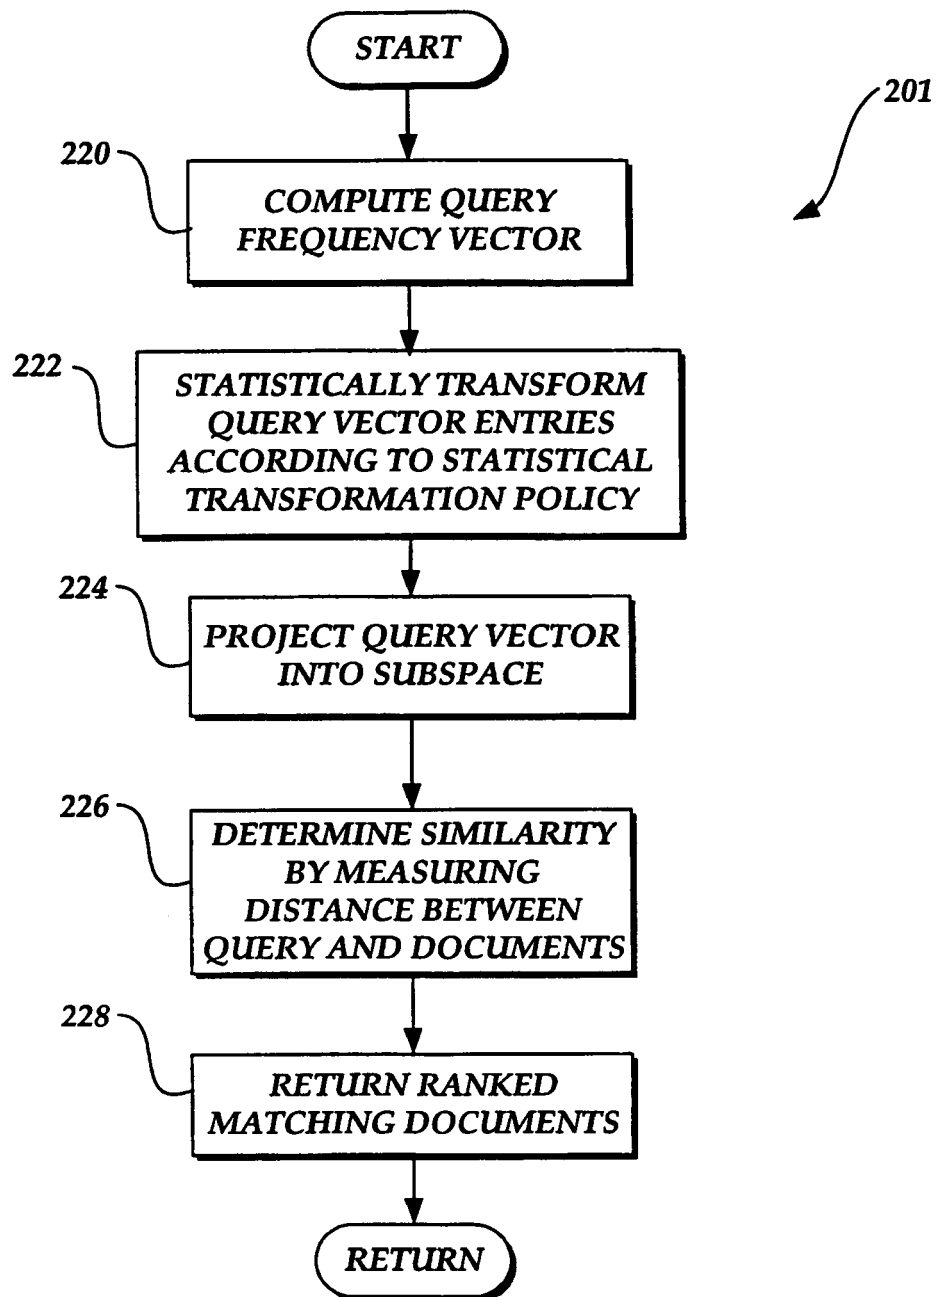 START
201
220
COMPUTE QUERY
FREQUENCY VECTOR
222
STATISTICALLY TRANSFORM
QUERY VECTOR ENTRIES
ACCORDING TO STATISTICAL
TRANSFORMATION POLICY
224
PROJECT QUERY VECTOR
INTO SUBSPACE
226
DETERMINE SIMILARITY
BY MEASURING
DISTANCE BETWEEN
QUERY AND DOCUMENTS
228
RETURN RANKED
MATCHING DOCUMENTS
RETURN